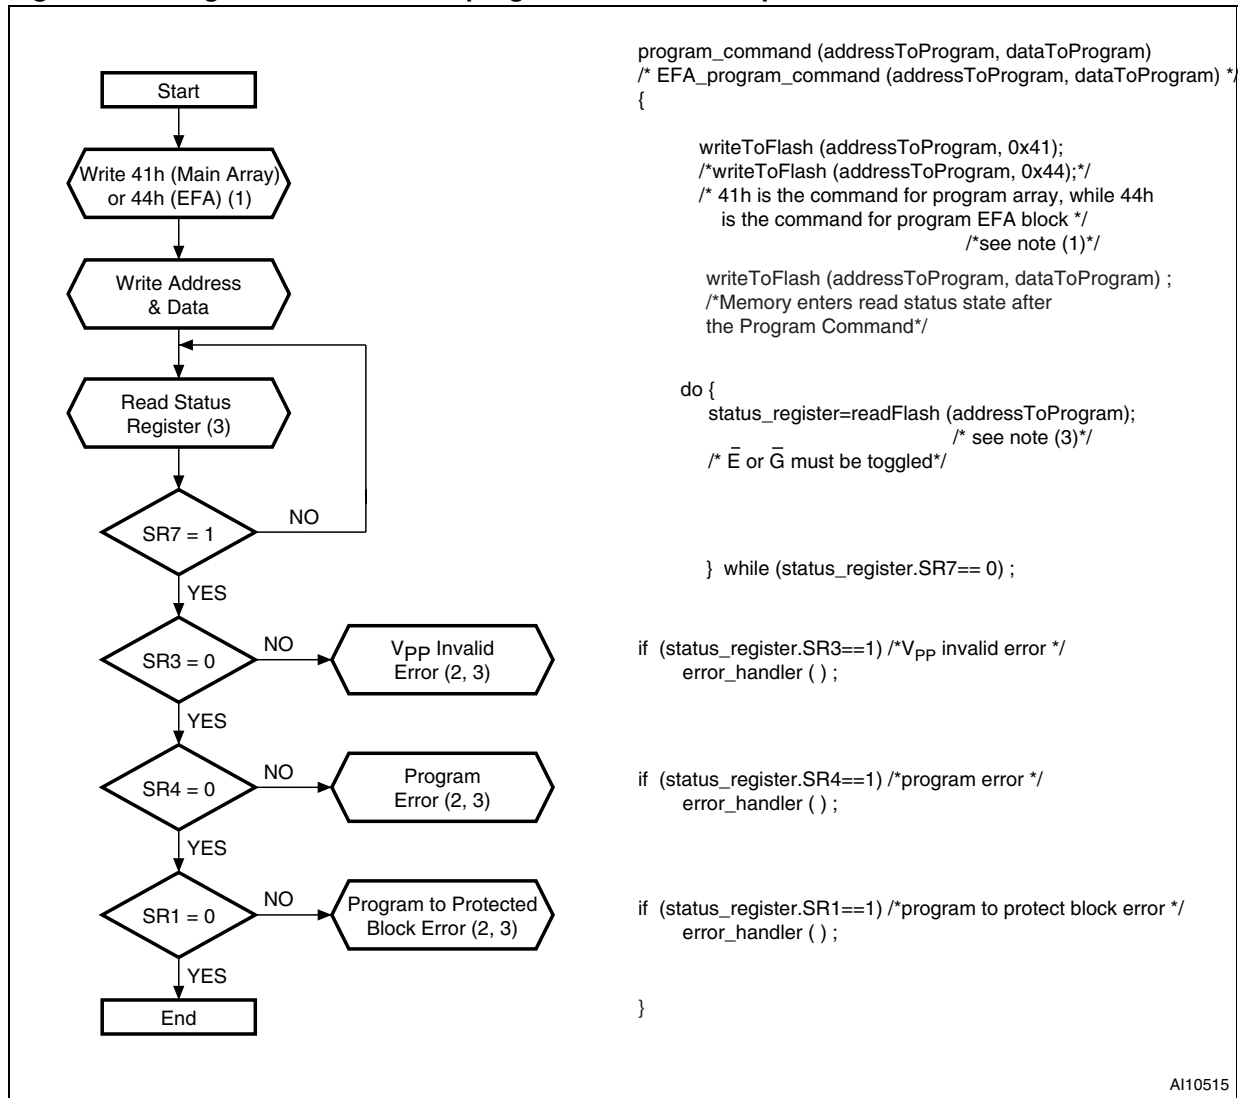 Start
Write 41h (Main Array)
or 44h (EFA) (1)
Write Address
& Data
Read Status
Register (3)
SR7 = 1
NO
YES
SR3 = 0
NO
VPP Invalid
Error (2, 3)
YES
SR4 = 0
NO
Program
Error (2, 3)
YES
SR1 = 0
NO
Program to Protected
Block Error (2, 3)
YES
End
program_command (addressToProgram, dataToProgram)
/* EFA_program_command (addressToProgram, dataToProgram) */
{
writeToFlash (addressToProgram, 0x41);
/*writeToFlash (addressToProgram, 0x44);*/
/* 41h is the command for program array, while 44h
is the command for program EFA block */
/*see note (1)*/
writeToFlash (addressToProgram, dataToProgram) ;
/*Memory enters read status state after
the Program Command*/
do {
status_register=readFlash (addressToProgram);
/* see note (3)*/
/* E̅ or G̅ must be toggled*/
} while (status_register.SR7== 0) ;
if (status_register.SR3==1) /*VPP invalid error */
error_handler ( ) ;
if (status_register.SR4==1) /*program error */
error_handler ( ) ;
if (status_register.SR1==1) /*program to protect block error */
error_handler ( ) ;
}
AI10515